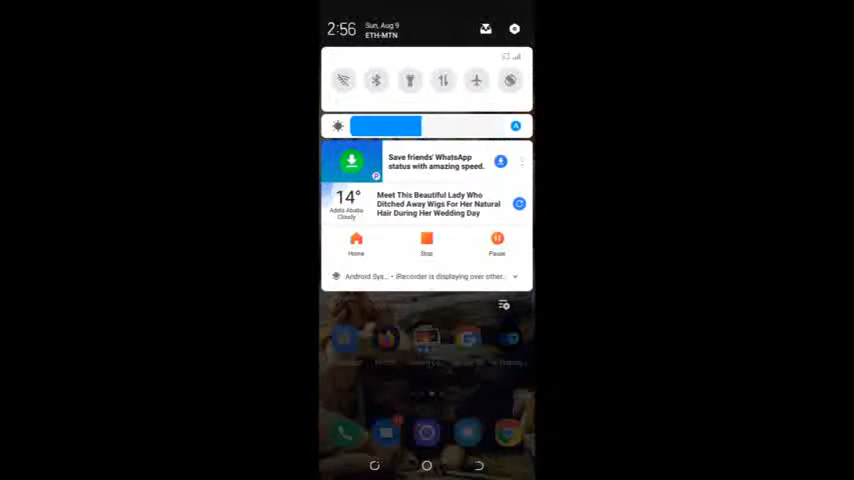 2:56
Sun, Aug 9
ETH-MTN
A
Save friends' WhatsApp
status with amazing speed.
14°
Addis Ababa
Cloudy
Meet This Beautiful Lady Who
Ditched Away Wigs For Her Natural
Hair During Her Wedding Day
Home
Stop
Pause
Android Sys... • iRecorder is displaying over other..